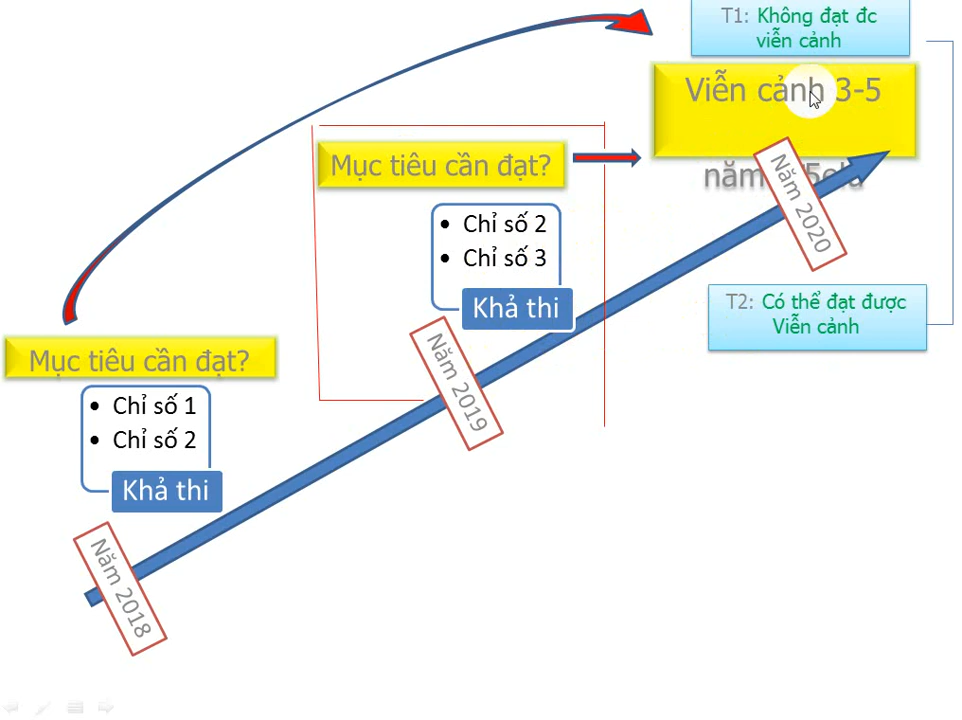 T1: Không đạt đc
viễn cảnh
Viễn cảnh 3-5
năm
Năm 2020
Mục tiêu cần đạt?
• Chỉ số 2
• Chỉ số 3
Khả thi
T2: Có thể đạt được
Viễn cảnh
Năm 2019
Mục tiêu cần đạt?
• Chỉ số 1
• Chỉ số 2
Khả thi
Năm 2018